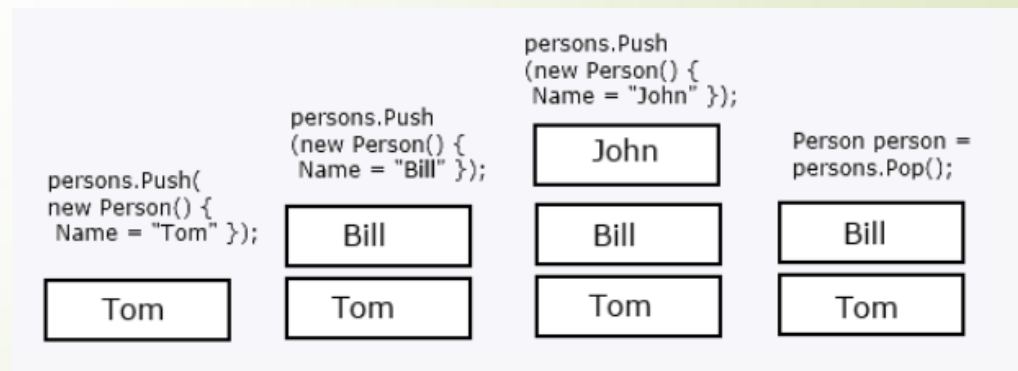 persons.Push(
new Person() {
Name = "Tom" });
Tom
persons.Push
(new Person() {
Name = "Bill" });
Bill
Tom
persons.Push
(new Person() {
Name = "John" });
John
Bill
Tom
Person person =
persons.Pop();
Bill
Tom